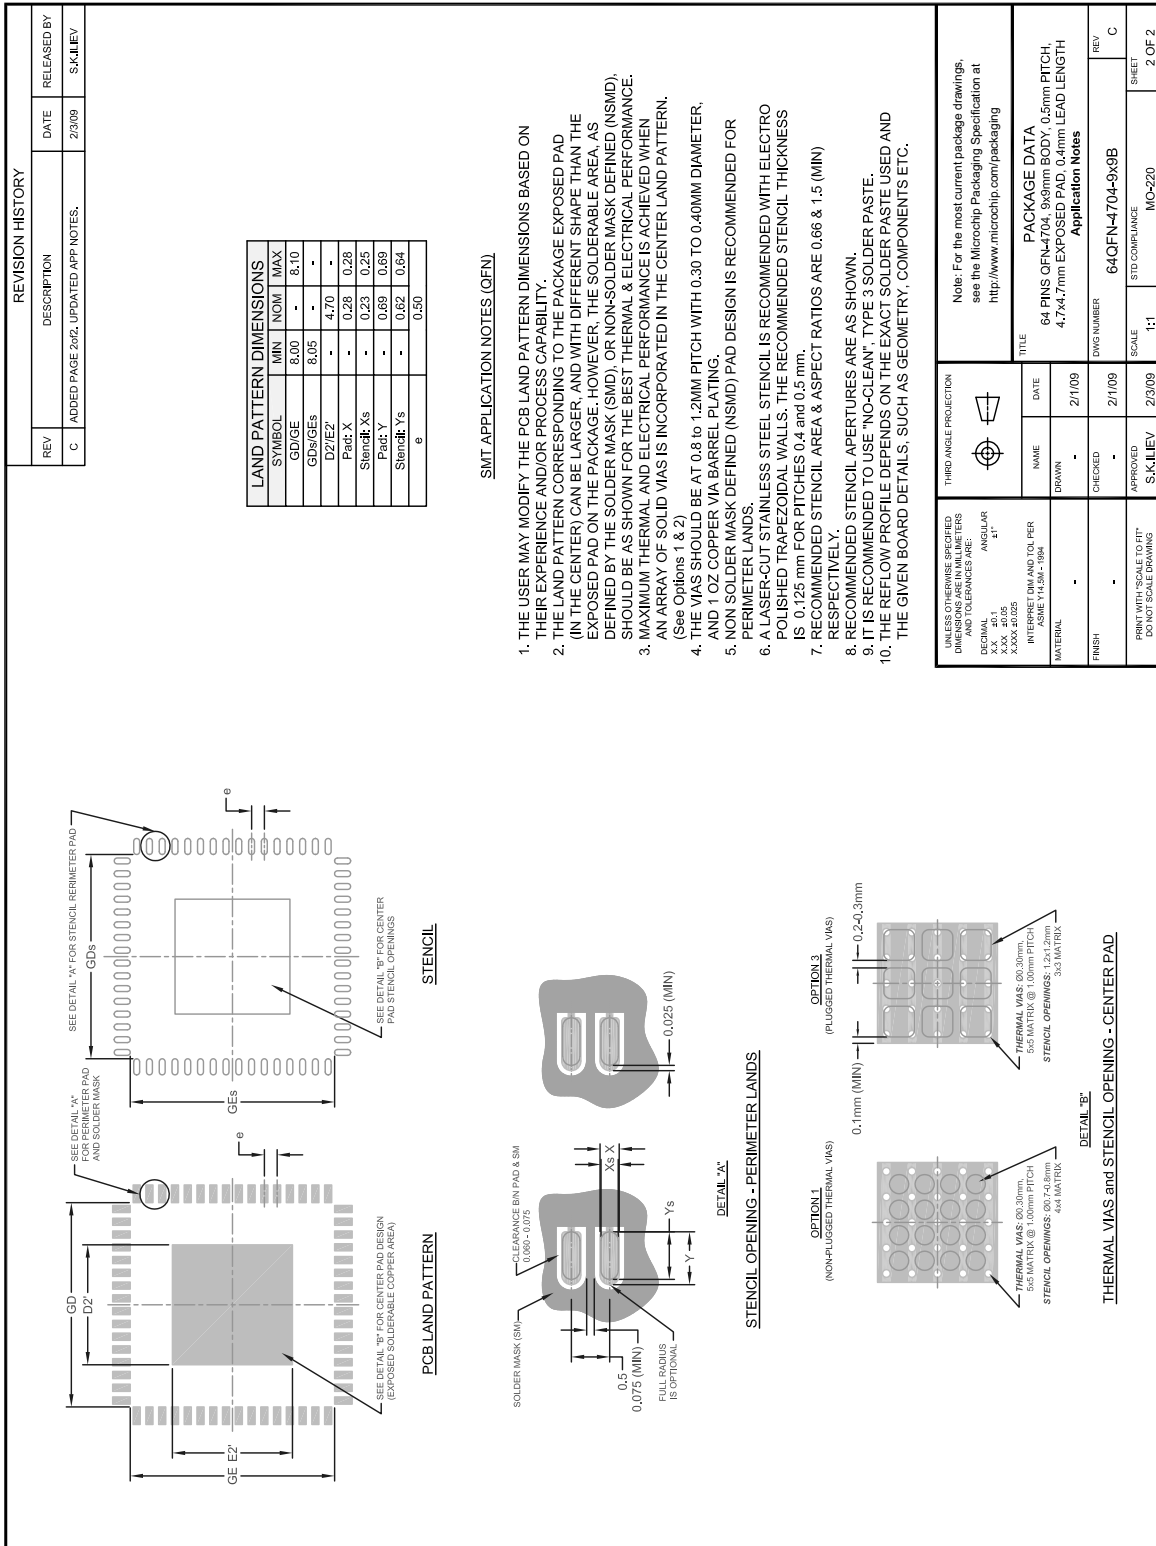 REVISION HISTORY
REV DESCRIPTION DATE RELEASED BY
C ADDED PAGE 2of2. UPDATED APP NOTES. 2/3/09 S.K.ILIEV
SEE DETAIL "A"
FOR PERIMETER PAD
AND SOLDER MASK
GD
D2'
GE E2'
e
SEE DETAIL "B" FOR CENTER PAD DESIGN
(EXPOSED SOLDERABLE COPPER AREA)
PCB LAND PATTERN
SEE DETAIL "A" FOR STENCIL RERIMETER PAD
GDs
GEs
e
SEE DETAIL "B" FOR CENTER
PAD STENCIL OPENINGS
STENCIL
LAND PATTERN DIMENSIONS
SYMBOL MIN NOM MAX
GD/GE 8.00 - 8.10
GDs/GEs 8.05 - -
D2'/E2' - 4.70 -
Pad: X - 0.28 0.28
Stencil: Xs - 0.23 0.25
Pad: Y - 0.69 0.69
Stencil: Ys - 0.62 0.64
e 0.50
SOLDER MASK (SM)
CLEARANCE B/N PAD & SM
0.060 - 0.075
0.5
0.075 (MIN)
FULL RADIUS
IS OPTIONAL
Xs X
Ys
Y
0.025 (MIN)
DETAIL "A"
STENCIL OPENING - PERIMETER LANDS
OPTION 1
(NON-PLUGGED THERMAL VIAS)
THERMAL VIAS: Ø0.30mm,
5x5 MATRIX @ 1.00mm PITCH
STENCIL OPENINGS: Ø0.7-0.8mm
4x4 MATRIX
OPTION 3
(PLUGGED THERMAL VIAS)
0.1mm (MIN)
0.2-0.3mm
THERMAL VIAS: Ø0.30mm,
5x5 MATRIX @ 1.00mm PITCH
STENCIL OPENINGS: 1.2x1.2mm
3x3 MATRIX
DETAIL "B"
THERMAL VIAS and STENCIL OPENING - CENTER PAD
SMT APPLICATION NOTES (QFN)
1. THE USER MAY MODIFY THE PCB LAND PATTERN DIMENSIONS BASED ON
THEIR EXPERIENCE AND/OR PROCESS CAPABILITY.
2. THE LAND PATTERN CORRESPONDING TO THE PACKAGE EXPOSED PAD
(IN THE CENTER) CAN BE LARGER, AND WITH DIFFERENT SHAPE THAN THE
EXPOSED PAD ON THE PACKAGE. HOWEVER, THE SOLDERABLE AREA, AS
DEFINED BY THE SOLDER MASK (SMD), OR NON-SOLDER MASK DEFINED (NSMD),
SHOULD BE AS SHOWN FOR THE BEST THERMAL & ELECTRICAL PERFORMANCE.
3. MAXIMUM THERMAL AND ELECTRICAL PERFORMANCE IS ACHIEVED WHEN
AN ARRAY OF SOLID VIAS IS INCORPORATED IN THE CENTER LAND PATTERN.
(See Options 1 & 2)
4. THE VIAS SHOULD BE AT 0.8 to 1.2MM PITCH WITH 0.30 TO 0.40MM DIAMETER,
AND 1 OZ COPPER VIA BARREL PLATING.
5. NON SOLDER MASK DEFINED (NSMD) PAD DESIGN IS RECOMMENDED FOR
PERIMETER LANDS.
6. A LASER-CUT STAINLESS STEEL STENCIL IS RECOMMENDED WITH ELECTRO
POLISHED TRAPEZOIDAL WALLS. THE RECOMMENDED STENCIL THICKNESS
IS 0.125 mm FOR PITCHES 0.4 and 0.5 mm.
7. RECOMMENDED STENCIL AREA & ASPECT RATIOS ARE 0.66 & 1.5 (MIN)
RESPECTIVELY.
8. RECOMMENDED STENCIL APERTURES ARE AS SHOWN.
9. IT IS RECOMMENDED TO USE "NO-CLEAN", TYPE 3 SOLDER PASTE.
10. THE REFLOW PROFILE DEPENDS ON THE EXACT SOLDER PASTE USED AND
THE GIVEN BOARD DETAILS, SUCH AS GEOMETRY, COMPONENTS ETC.
UNLESS OTHERWISE SPECIFIED
DIMENSIONS ARE IN MILLIMETERS
AND TOLERANCES ARE:
DECIMAL ANGULAR
X.X ±0.1 ±1°
X.XX ±0.05
X.XXX ±0.025
INTERPRET DIM AND TOL PER
ASME Y14.5M - 1994
MATERIAL
-
FINISH
-
PRINT WITH "SCALE TO FIT"
DO NOT SCALE DRAWING
THIRD ANGLE PROJECTION
NAME DATE
DRAWN
- 2/1/09
CHECKED
- 2/1/09
APPROVED
S.K.ILIEV 2/3/09
Note: For the most current package drawings,
see the Microchip Packaging Specification at
http://www.microchip.com/packaging
TITLE
PACKAGE DATA
64 PINS QFN-4704, 9x9mm BODY, 0.5mm PITCH,
4.7x4.7mm EXPOSED PAD, 0.4mm LEAD LENGTH
Application Notes
DWG NUMBER
64QFN-4704-9x9B
REV
C
SCALE
1:1
STD COMPLIANCE
MO-220
SHEET
2 OF 2